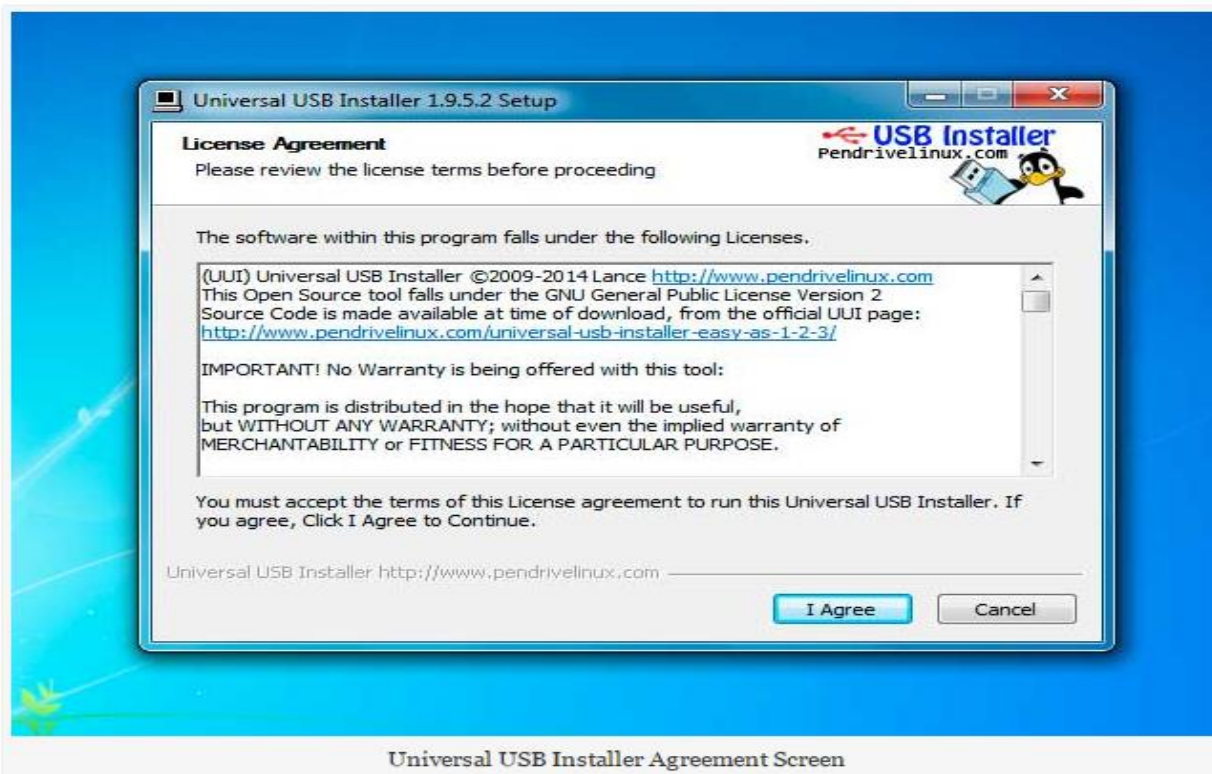 Universal USB Installer 1.9.5.2 Setup
License Agreement
Please review the license terms before proceeding
USB Installer
Pendrivelinux.com
The software within this program falls under the following Licenses.
(UUI) Universal USB Installer ©2009-2014 Lance http://www.pendrivelinux.com
This Open Source tool falls under the GNU General Public License Version 2
Source Code is made available at time of download, from the official UUI page:
http://www.pendrivelinux.com/universal-usb-installer-easy-as-1-2-3/
IMPORTANT! No Warranty is being offered with this tool:
This program is distributed in the hope that it will be useful,
but WITHOUT ANY WARRANTY; without even the implied warranty of
MERCHANTABILITY or FITNESS FOR A PARTICULAR PURPOSE.
You must accept the terms of this License agreement to run this Universal USB Installer. If
you agree, Click I Agree to Continue.
Universal USB Installer http://www.pendrivelinux.com
I Agree
Cancel
Universal USB Installer Agreement Screen